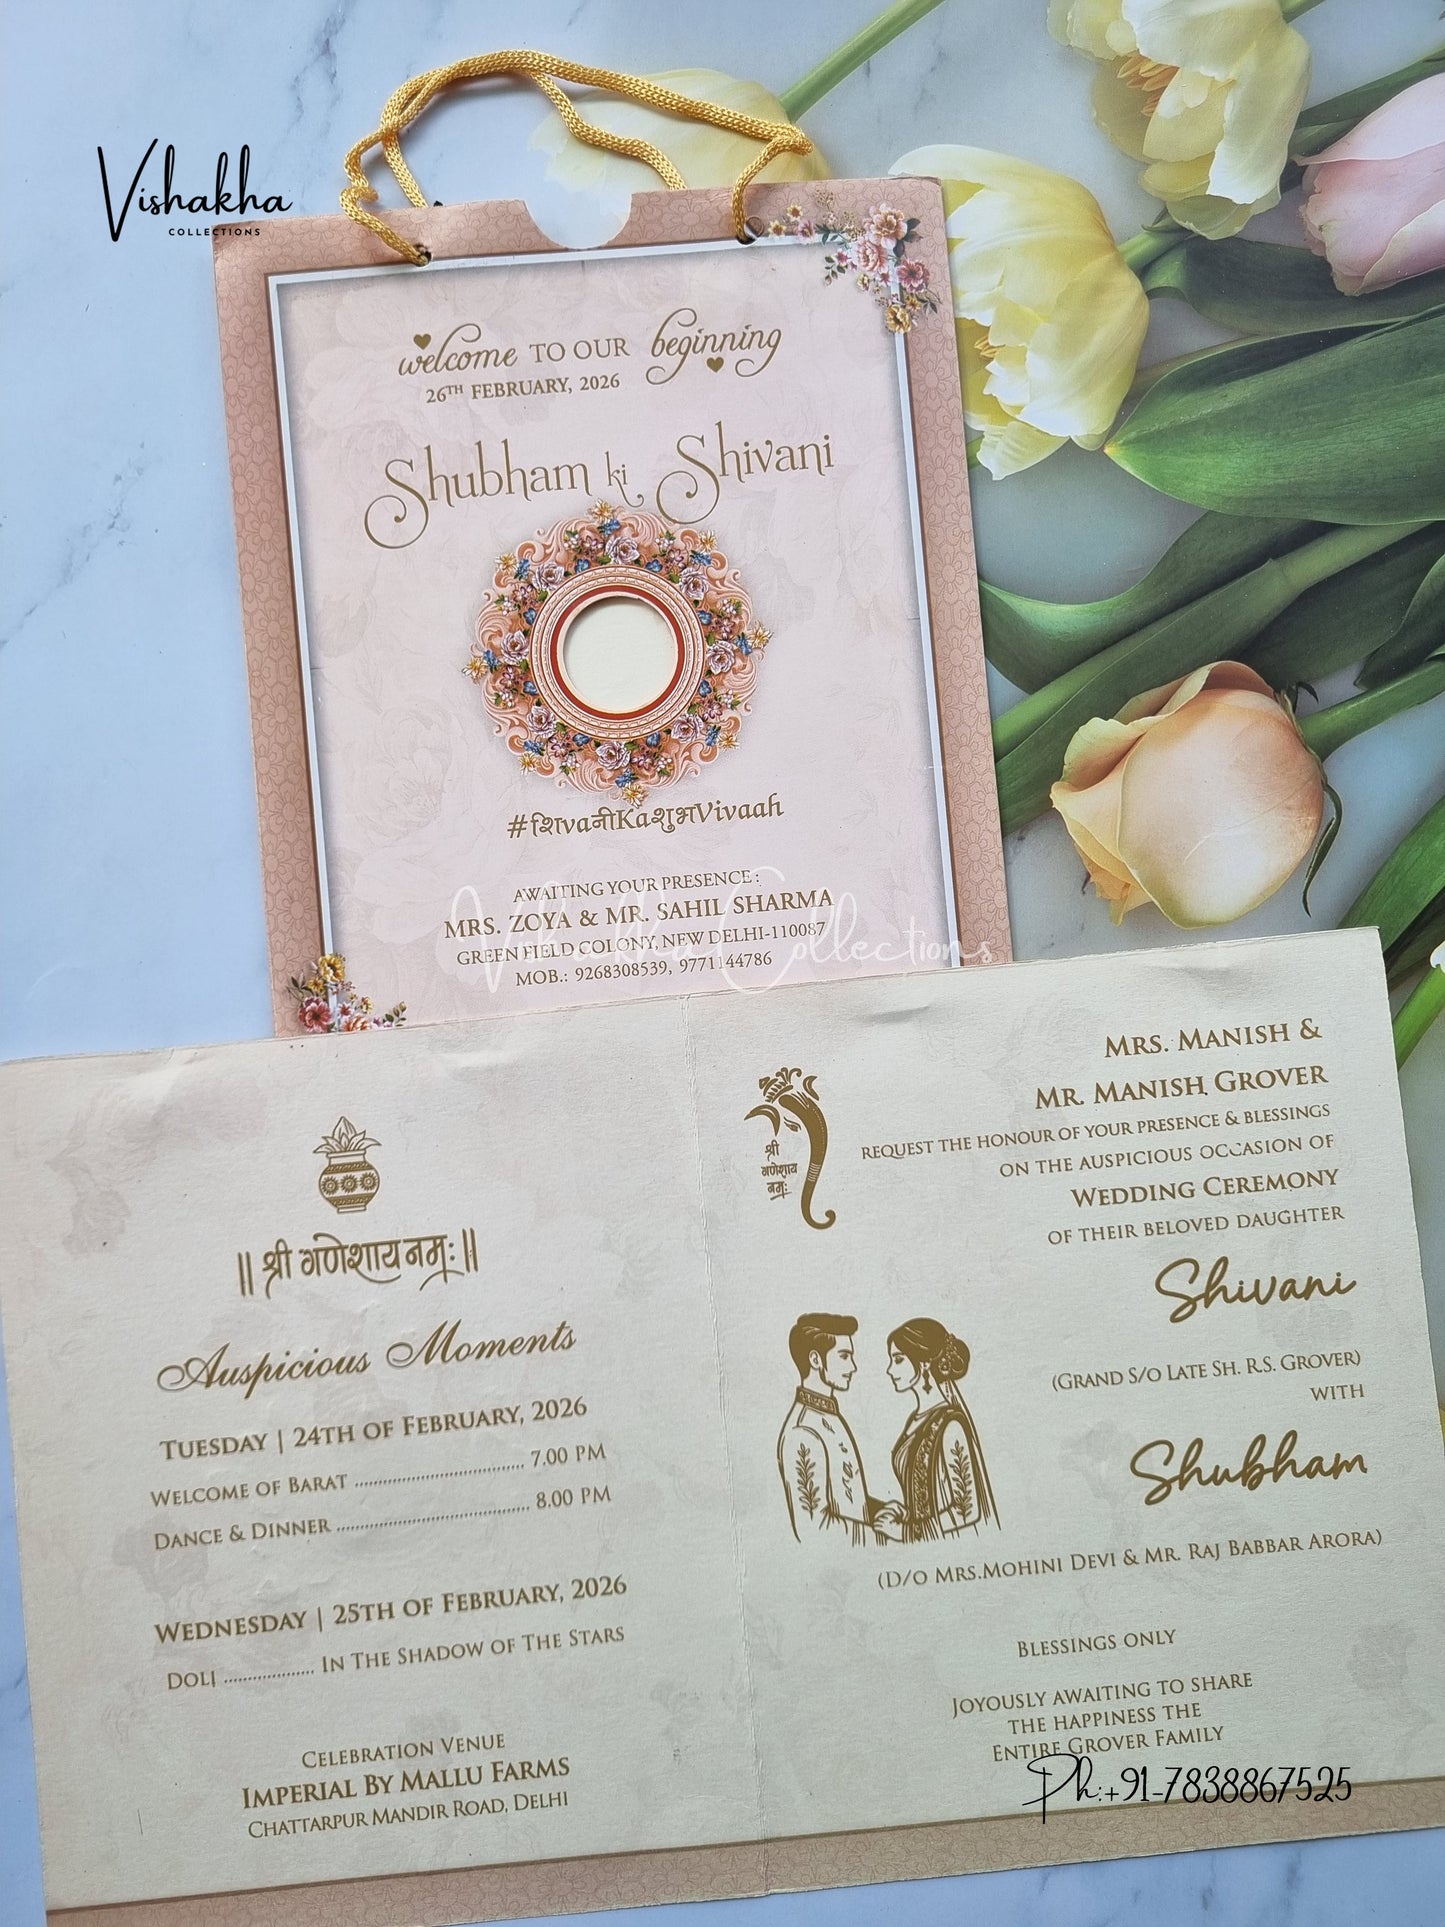 Vishakha
COLLECTIONS
welcome TO OUR beginning
26TH FEBRUARY, 2026
Shubham ki Shivani
#शिvaनीKaशुभVivaah
AWAITING YOUR PRESENCE:
MRS. ZOYA & MR. SAHIL SHARMA
GREEN FIELD COLONY, NEW DELHI-110087
MOB.: 9268308539, 9771144786
Vishakha Collections
|| श्री गणेशाय नम: ||
Auspicious Moments
TUESDAY | 24TH OF FEBRUARY, 2026
WELCOME OF BARAT .......................................... 7.00 PM
DANCE & DINNER ................................................ 8.00 PM
WEDNESDAY | 25TH OF FEBRUARY, 2026
DOLI ...................... IN THE SHADOW OF THE STARS
CELEBRATION VENUE
IMPERIAL BY MALLU FARMS
CHATTARPUR MANDIR ROAD, DELHI
श्री
गणेशाय
नम:
MRS. MANISH &
MR. MANISH GROVER
REQUEST THE HONOUR OF YOUR PRESENCE & BLESSINGS
ON THE AUSPICIOUS OCCASION OF
WEDDING CEREMONY
OF THEIR BELOVED DAUGHTER
Shivani
(GRAND S/O LATE SH. R.S. GROVER)
WITH
Shubham
(D/O MRS.MOHINI DEVI & MR. RAJ BABBAR ARORA)
BLESSINGS ONLY
JOYOUSLY AWAITING TO SHARE
THE HAPPINESS THE
ENTIRE GROVER FAMILY
Ph:+91-7838867525